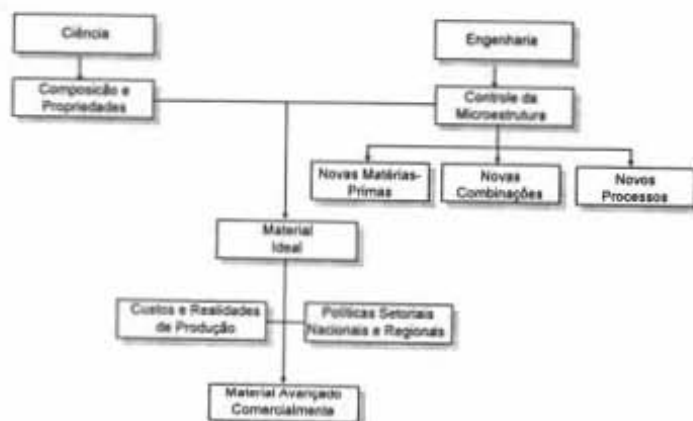 Ciência
Engenharia
Composicão e
Propriedades
Controle da
Microestrutura
Novas Matérias-
Primas
Novas
Combinações
Novos
Processos
Material
Ideal
Custos e Realidades
de Produção
Políticas Setoriais
Nacionais e Regionais
Material Avançado
Comercialmente